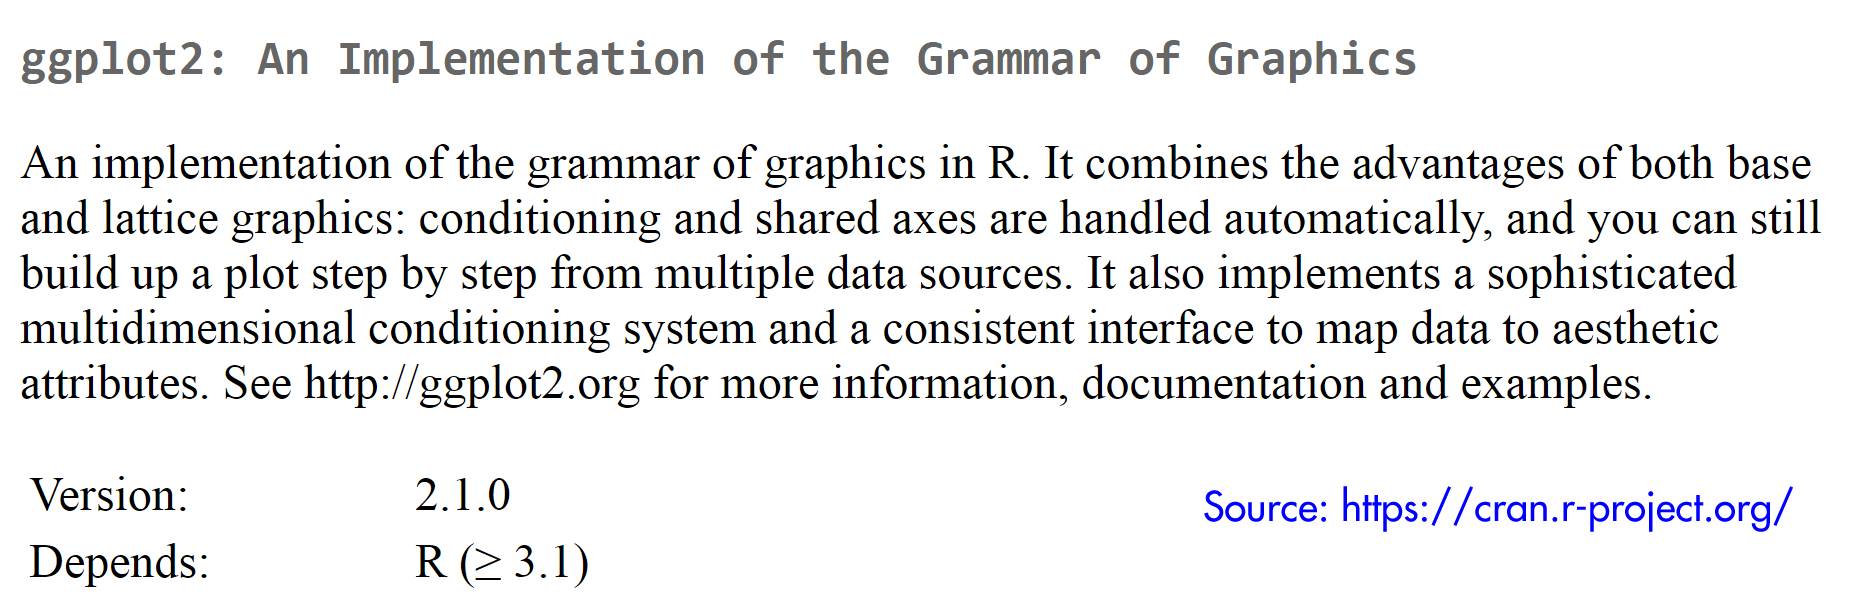 ggplot2: An Implementation of the Grammar of Graphics
An implementation of the grammar of graphics in R. It combines the advantages of both base
and lattice graphics: conditioning and shared axes are handled automatically, and you can still
build up a plot step by step from multiple data sources. It also implements a sophisticated
multidimensional conditioning system and a consistent interface to map data to aesthetic
attributes. See http://ggplot2.org for more information, documentation and examples.
Version: 2.1.0
Source: https://cran.r-project.org/
Depends: R (≥ 3.1)